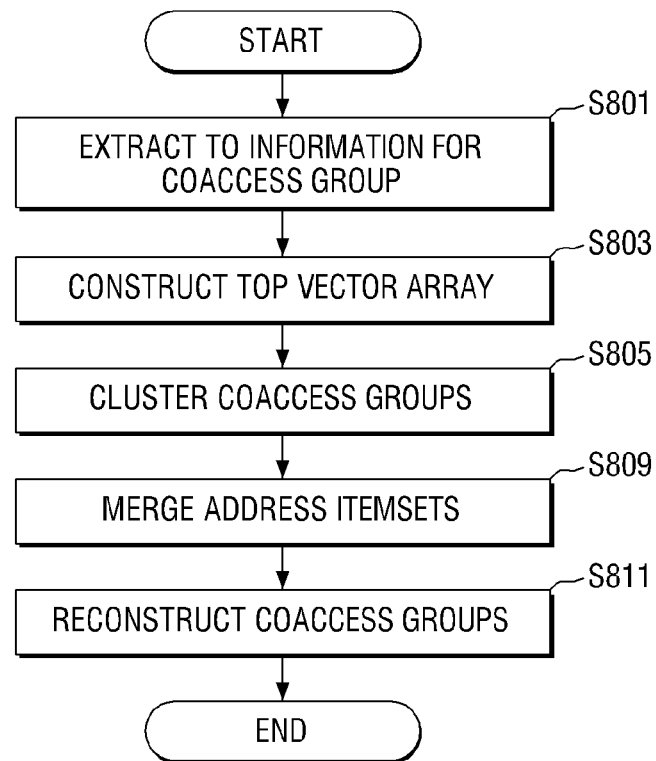 START
S801
EXTRACT TO INFORMATION FOR
COACCESS GROUP
S803
CONSTRUCT TOP VECTOR ARRAY
S805
CLUSTER COACCESS GROUPS
S809
MERGE ADDRESS ITEMSETS
S811
RECONSTRUCT COACCESS GROUPS
END